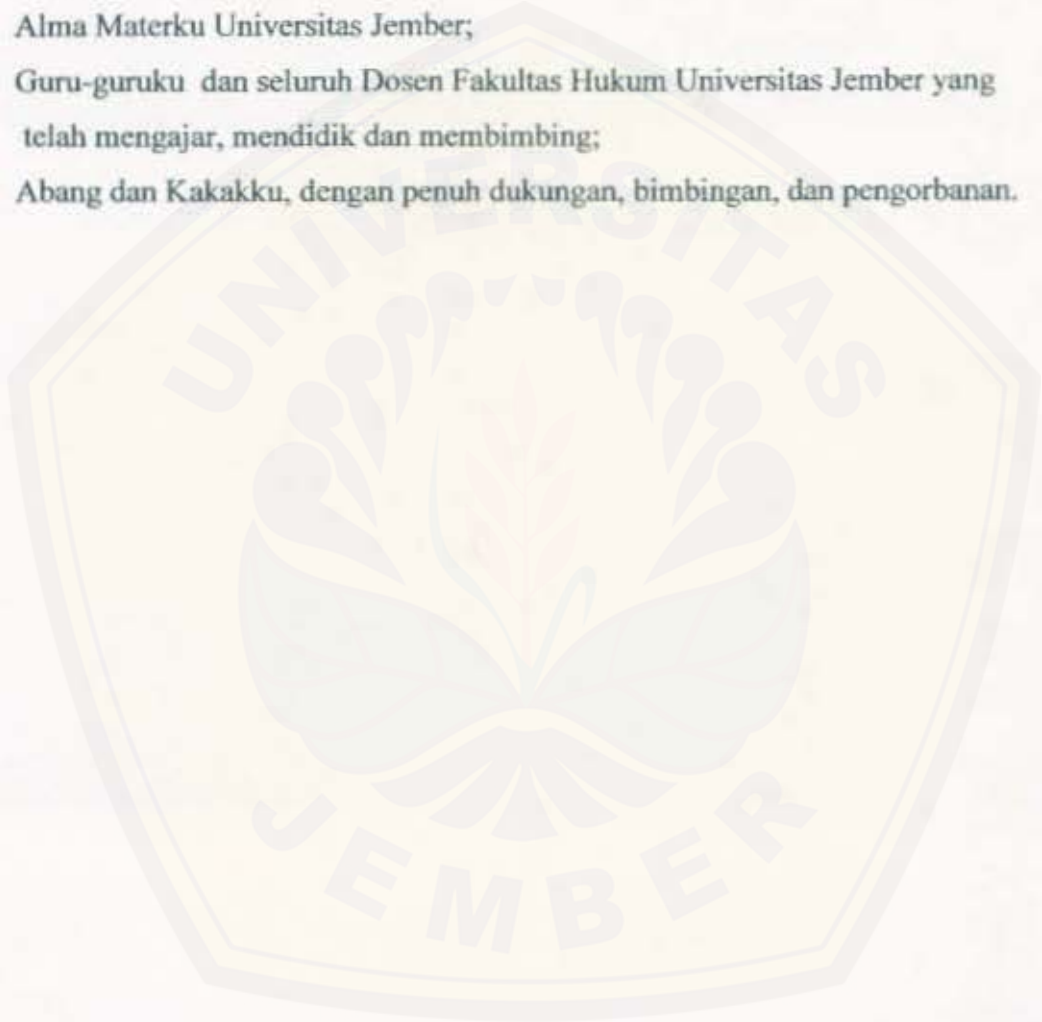 Alma Materku Universitas Jember;
Guru-guruku dan seluruh Dosen Fakultas Hukum Universitas Jember yang
telah mengajar, mendidik dan membimbing;
Abang dan Kakakku, dengan penuh dukungan, bimbingan, dan pengorbanan.
UNIVERSITAS
JEMBER